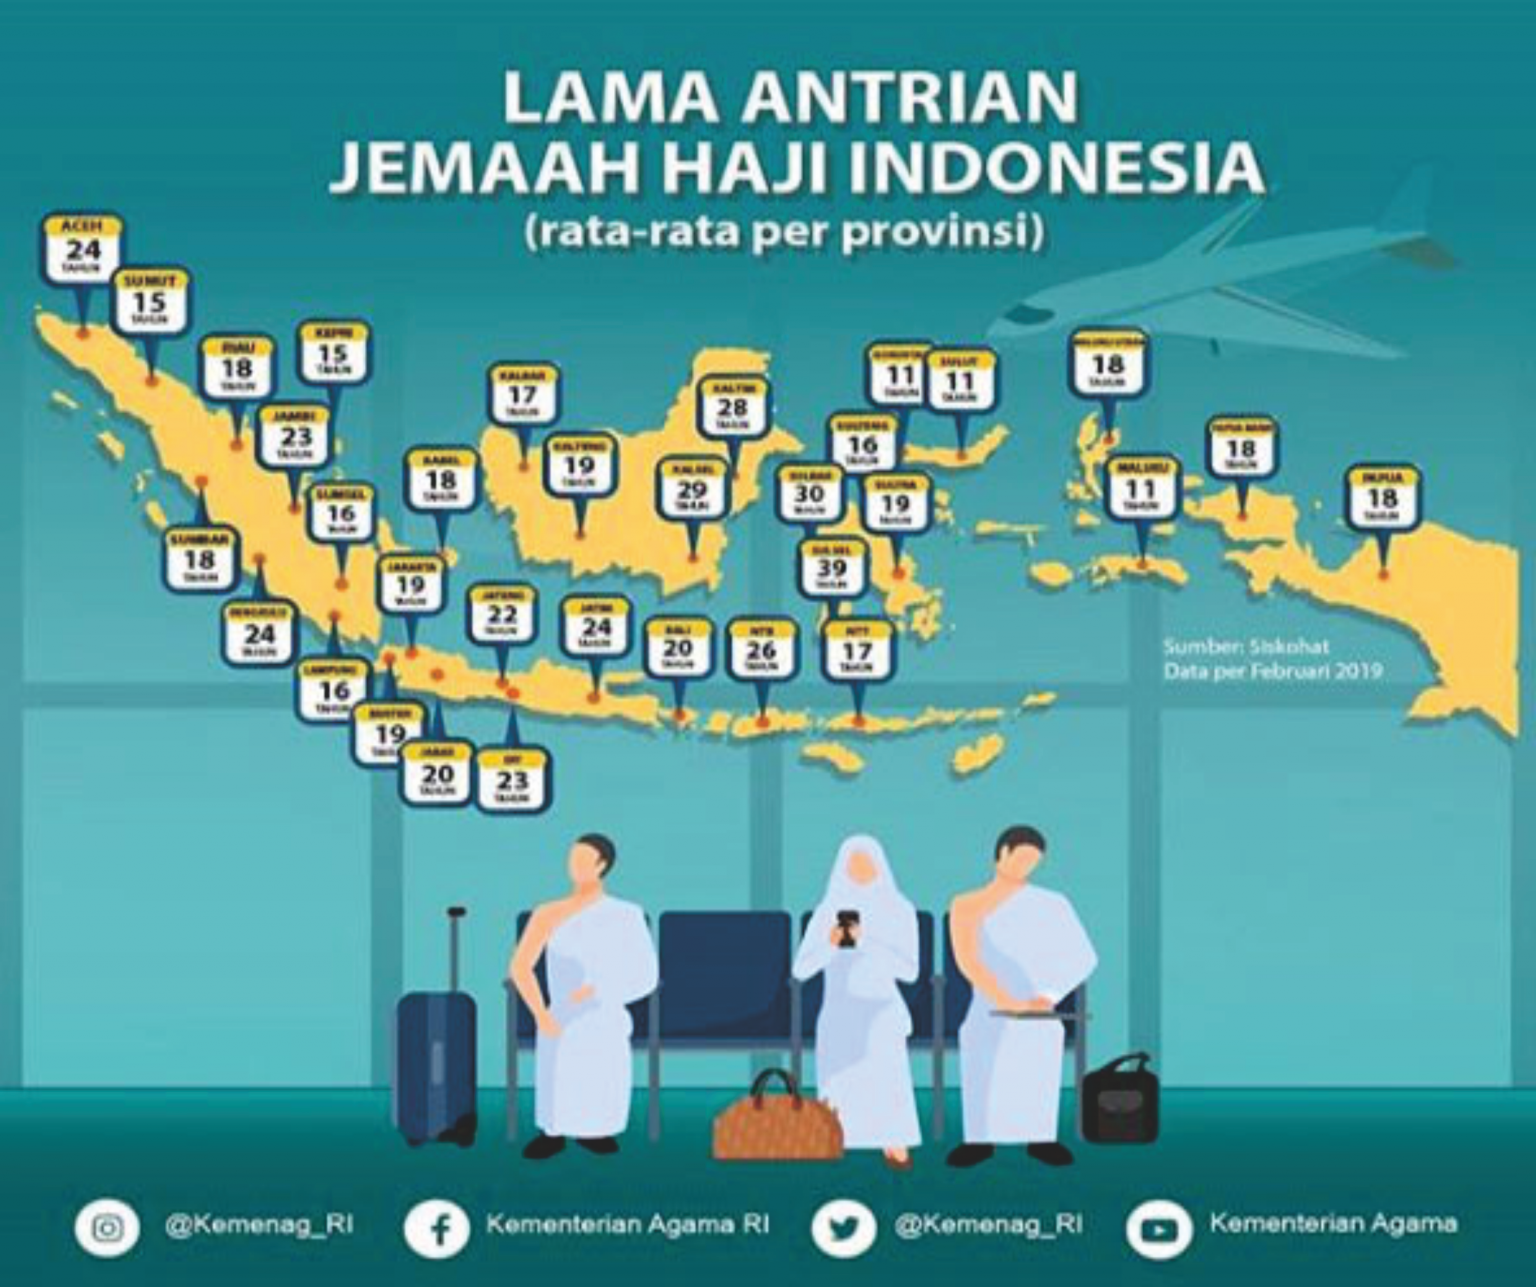 LAMA ANTRIAN
JEMAAH HAJI INDONESIA
(rata-rata per provinsi)
ACEH
24
TAHUN
SUMUT
15
TAHUN
RIAU
18
TAHUN
KEPRI
15
TAHUN
JAMBI
23
TAHUN
SUMSEL
16
TAHUN
BABEL
18
TAHUN
SUMBAR
18
TAHUN
BENGKULU
24
TAHUN
LAMPUNG
16
TAHUN
BANTEN
19
TAHUN
JAKARTA
19
TAHUN
JABAR
20
TAHUN
JATENG
22
TAHUN
DIY
23
TAHUN
JATIM
24
TAHUN
BALI
20
TAHUN
NTB
26
TAHUN
NTT
17
TAHUN
KALBAR
17
TAHUN
KALTENG
19
TAHUN
KALSEL
29
TAHUN
KALTIM
28
TAHUN
SULBAR
30
TAHUN
SULTENG
16
TAHUN
GORONTALO
11
TAHUN
SULUT
11
TAHUN
SULTRA
19
TAHUN
SULSEL
39
TAHUN
MALUKU UTARA
18
TAHUN
MALUKU
11
TAHUN
PAPUA BARAT
18
TAHUN
PAPUA
18
TAHUN
Sumber: Siskohat
Data per Februari 2019
@Kemenag_RI
Kementerian Agama RI
@Kemenag_RI
Kementerian Agama